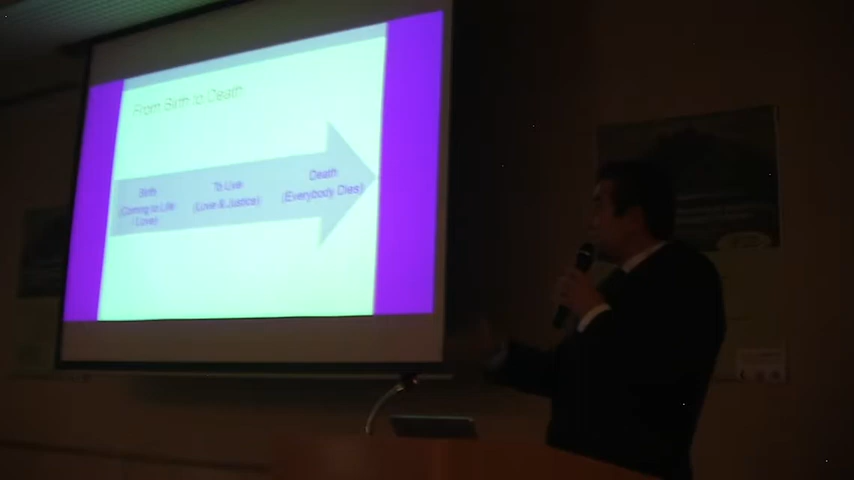 From Birth to Death
Birth
(Coming to Life
/ Love)
To Live
(Love & Justice)
Death
(Everybody Dies)